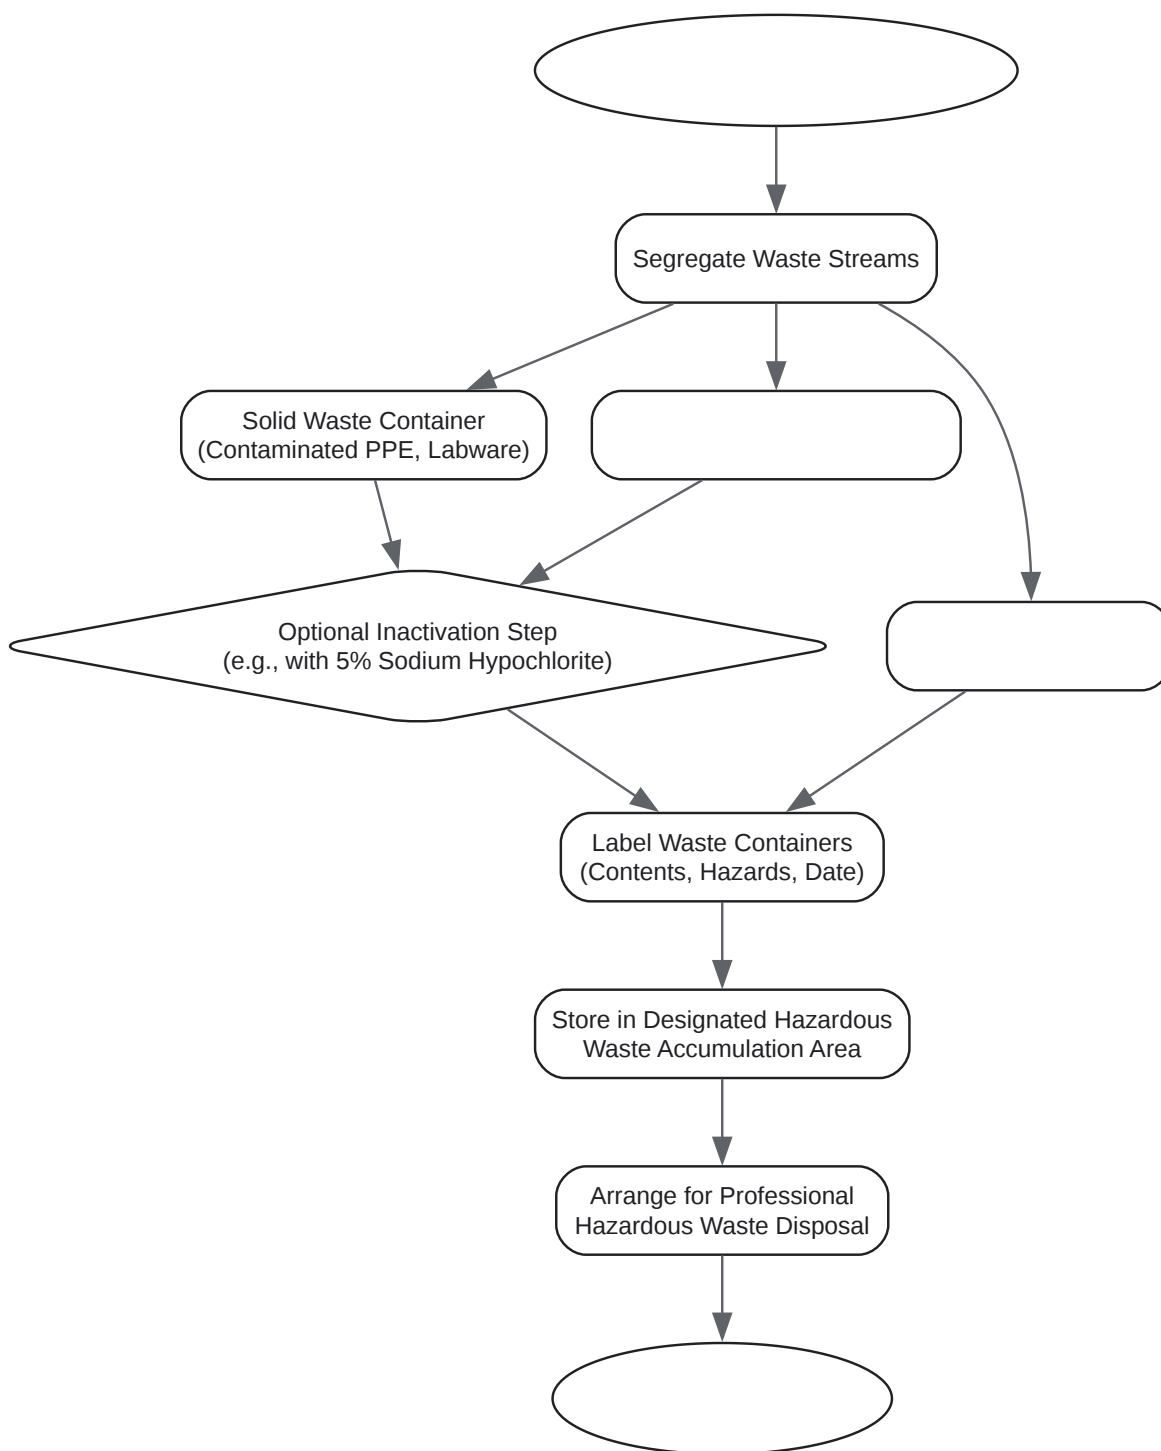 Segregate Waste Streams
Solid Waste Container
(Contaminated PPE, Labware)
Optional Inactivation Step
(e.g., with 5% Sodium Hypochlorite)
Label Waste Containers
(Contents, Hazards, Date)
Store in Designated Hazardous
Waste Accumulation Area
Arrange for Professional
Hazardous Waste Disposal